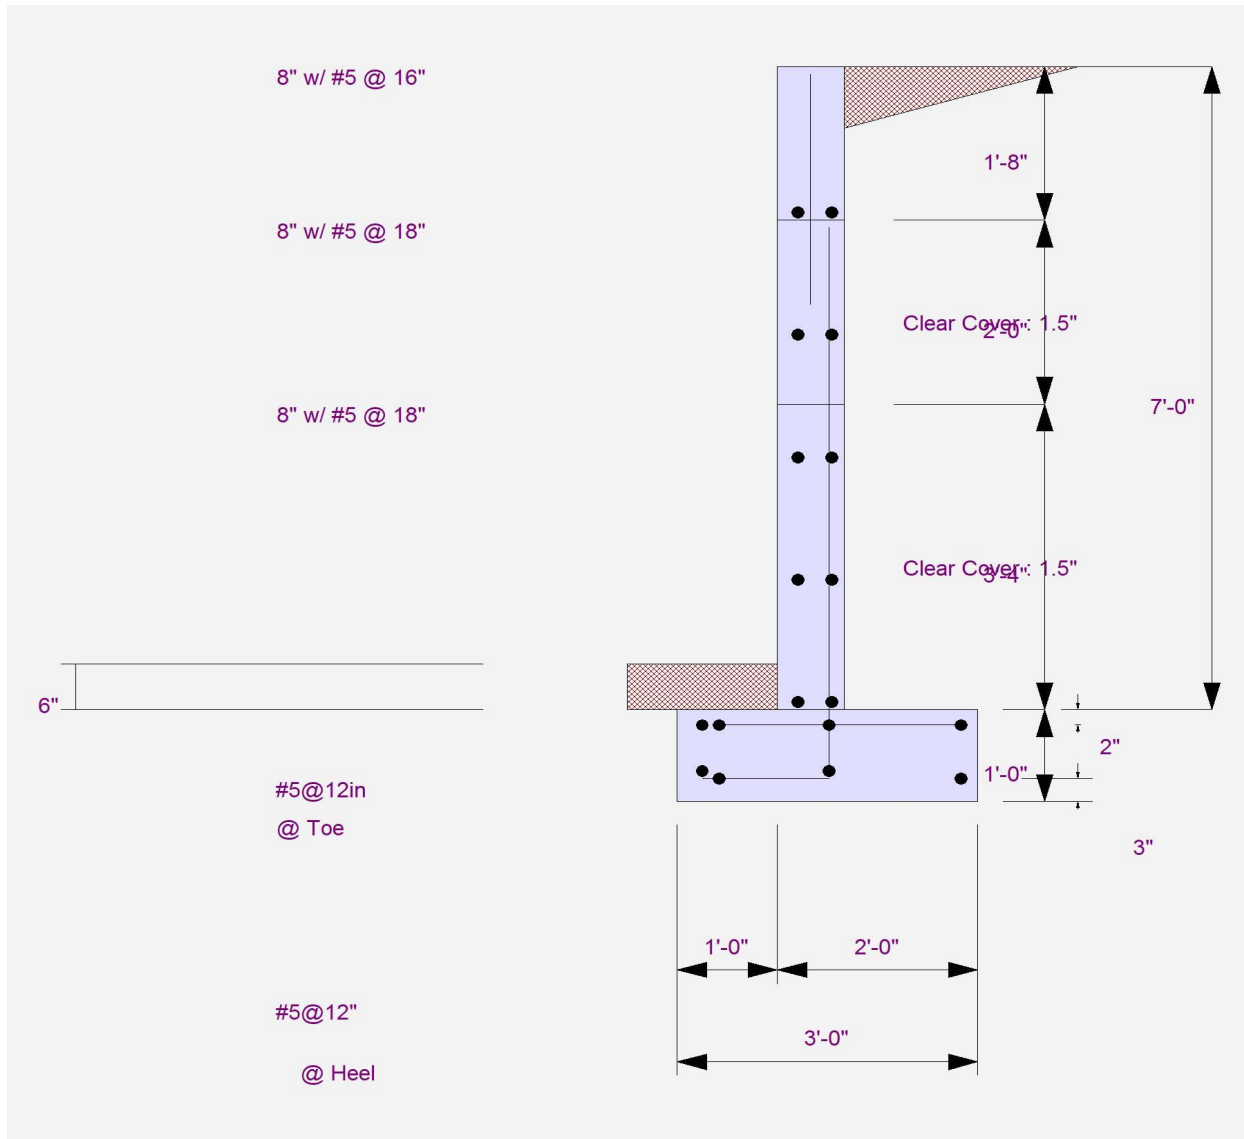 8" w/ #5 @ 16"
1'-8"
8" w/ #5 @ 18"
Clear Cover : 1.5"
2'-0"
7'-0"
8" w/ #5 @ 18"
Clear Cover : 1.5"
3'-4"
6"
2"
1'-0"
#5@12in
@ Toe
3"
1'-0"
2'-0"
#5@12"
3'-0"
@ Heel